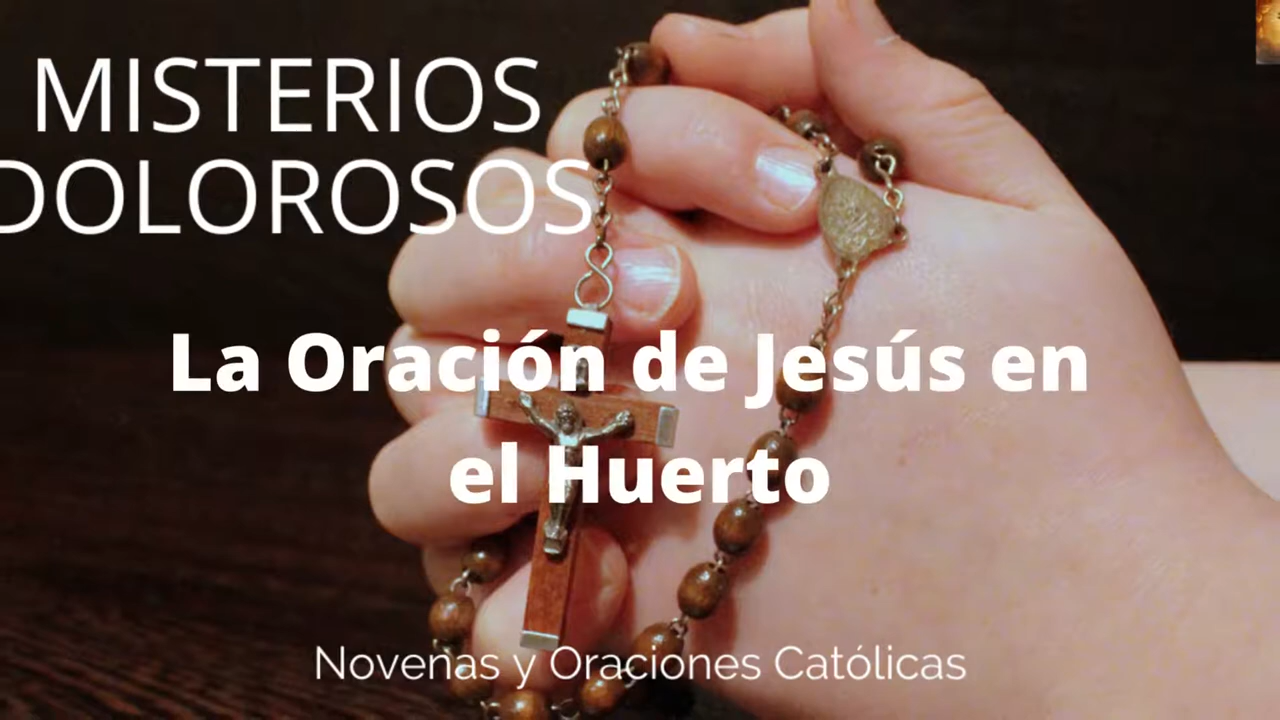 MISTERIOS
DOLOROSOS
La Oración de Jesús en
el Huerto
Novenas y Oraciones Católicas